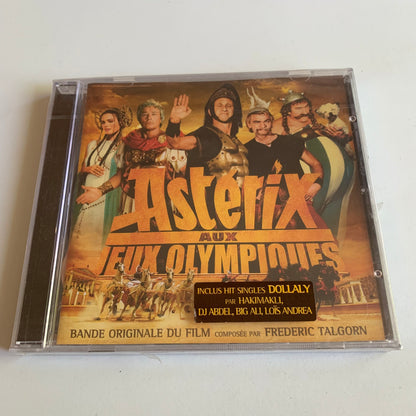 Astérix
AUX
JEUX OLYMPIQUES
INCLUS HIT SINGLES DOLLALY
PAR HAKIMAKLI,
DJ ABDEL, BIG ALI, LOÏS ANDREA
BANDE ORIGINALE DU FILM COMPOSÉE PAR FREDERIC TALGORN